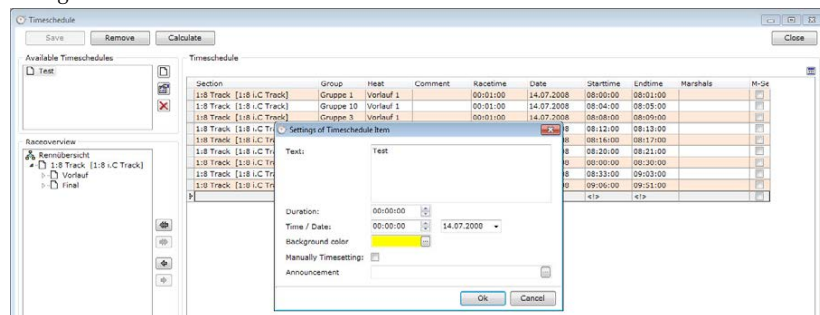 Timeschedule
Save Remove Calculate Close
Available Timeschedules
Test
Timeschedule
Section Group Heat Comment Racetime Date Starttime Endtime Marshals M-Se
1:8 Track [1:8 i.C Track] Gruppe 1 Vorlauf 1 00:01:00 14.07.2008 08:00:00 08:01:00
1:8 Track [1:8 i.C Track] Gruppe 10 Vorlauf 1 00:01:00 14.07.2008 08:04:00 08:05:00
1:8 Track [1:8 i.C Track] Gruppe 3 Vorlauf 1 00:01:00 14.07.2008 08:08:00 08:09:00
1:8 Track [1:8 i.C Tr 08:12:00 08:13:00
1:8 Track [1:8 i.C Tr 08:16:00 08:17:00
1:8 Track [1:8 i.C Tr 08:20:00 08:21:00
1:8 Track [1:8 i.C Tr 08:30:00
1:8 Track [1:8 i.C Tr 08:33:00 09:03:00
1:8 Track [1:8 i.C Tr 09:06:00 09:51:00
<!> <!>
Raceoverview
Rennübersicht
1:8 Track [1:8 i.C Track]
Vorlauf
Final
Settings of Timeschedule Item
Text: Test
Duration: 00:00:00
Time / Date: 00:00:00 14.07.2008
Background color
Manually Timesetting:
Announcement
Ok Cancel